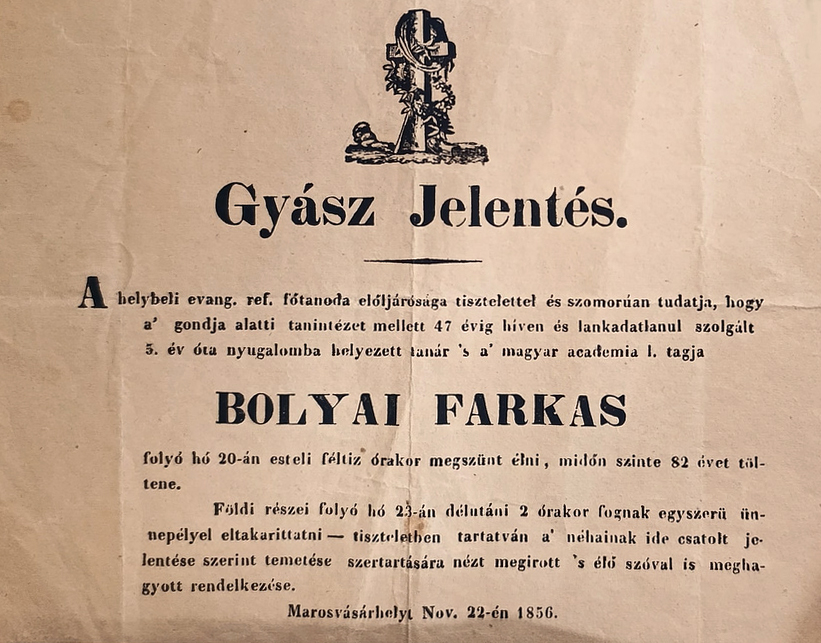 Gyász Jelentés.
A helybeli evang. ref. főtanoda előljárósága tisztelettel és szomorúan tudatja, hogy
a' gondja alatti tanintézet mellett 47 évig híven és lankadatlanul szolgált
5. év óta nyugalomba helyezett tanár 's a' magyar academia l. tagja
BOLYAI FARKAS
folyó hó 20-án esteli féltiz órakor megszünt élni, midőn szinte 82 évet töl-
tene.
Földi részei folyó hó 23-án délutáni 2 órakor fognak egyszerü ün-
nepélyel eltakarittatni — tiszteletben tartatván a' néhainak ide csatolt je-
lentése szerint temetése szertartására nézt megirott 's élő szóval is megha-
gyott rendelkezése.
Marosvásárhelyt Nov. 22-én 1856.